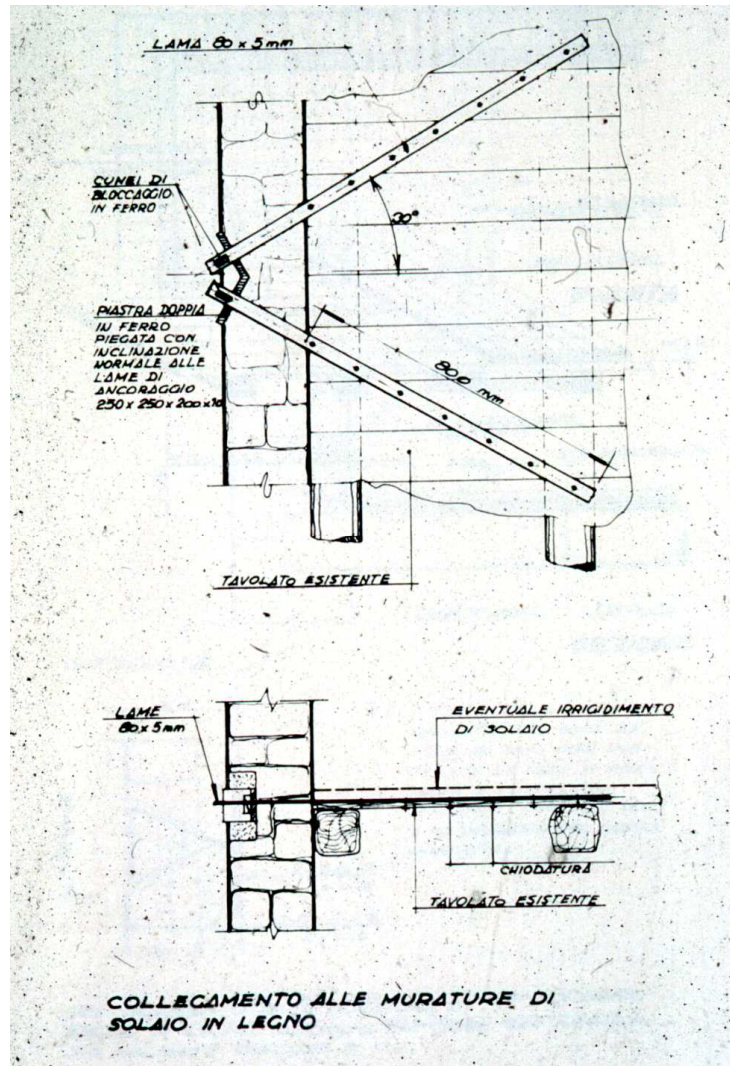 LAMA 80 x 5 mm
CUNEI DI
BLOCCAGGIO
IN FERRO
30°
PIASTRA DOPPIA
IN FERRO
PIEGATA CON
INCLINAZIONE
NORMALE ALLE
LAME DI
ANCORAGGIO
250 x 250 x 200 x 10
800 mm
TAVOLATO ESISTENTE
LAME
80 x 5 mm
EVENTUALE IRRIGIDIMENTO
DI SOLAIO
CHIODATURA
TAVOLATO ESISTENTE
COLLEGAMENTO ALLE MURATURE DI
SOLAIO IN LEGNO